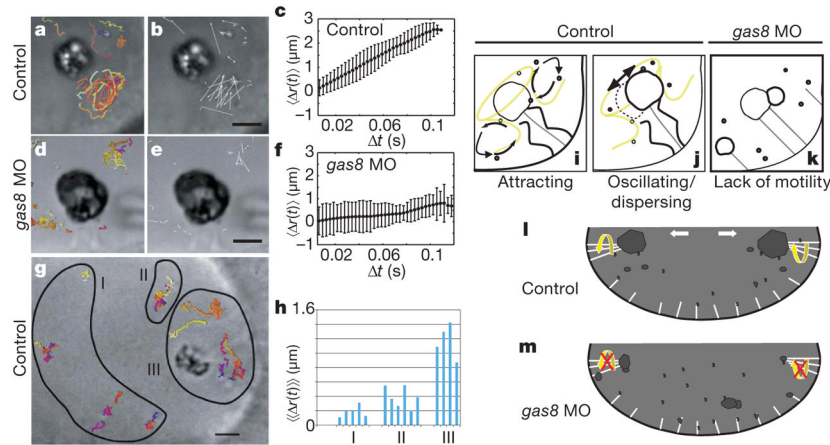 a
b
Control
c
3
2
1
0
–1
⟨Δr(t)⟩ (μm)
Control
0.02
0.06
0.1
Δt (s)
d
e
gas8 MO
f
3
2
1
0
–1
⟨Δr(t)⟩ (μm)
gas8 MO
0.02
0.06
0.1
Δt (s)
g
I
II
III
Control
h
1.6
0
⟨⟨Δr(t)⟩⟩ (μm)
I
II
III
Control
gas8 MO
i
j
k
Attracting
Oscillating/
dispersing
Lack of motility
l
Control
m
gas8 MO